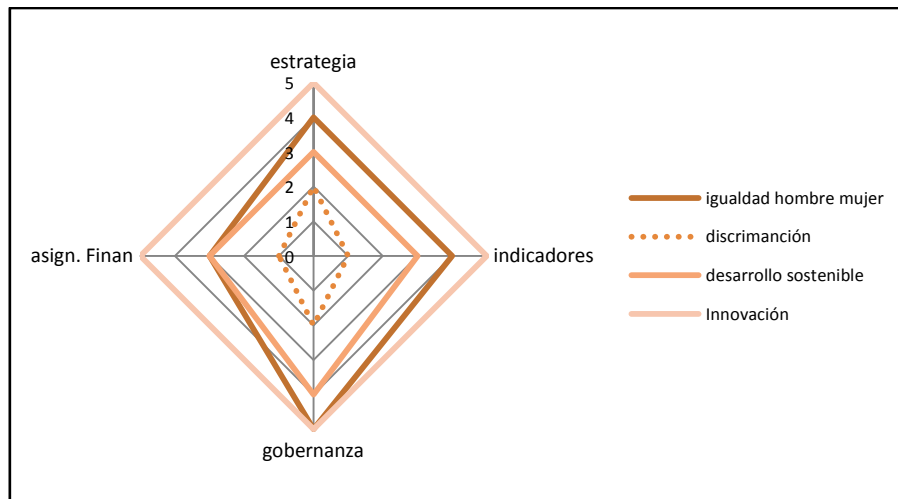 estrategia
5
4
3
2
1
0
asign. Finan
indicadores
gobernanza
igualdad hombre mujer
discrimanción
desarrollo sostenible
Innovación